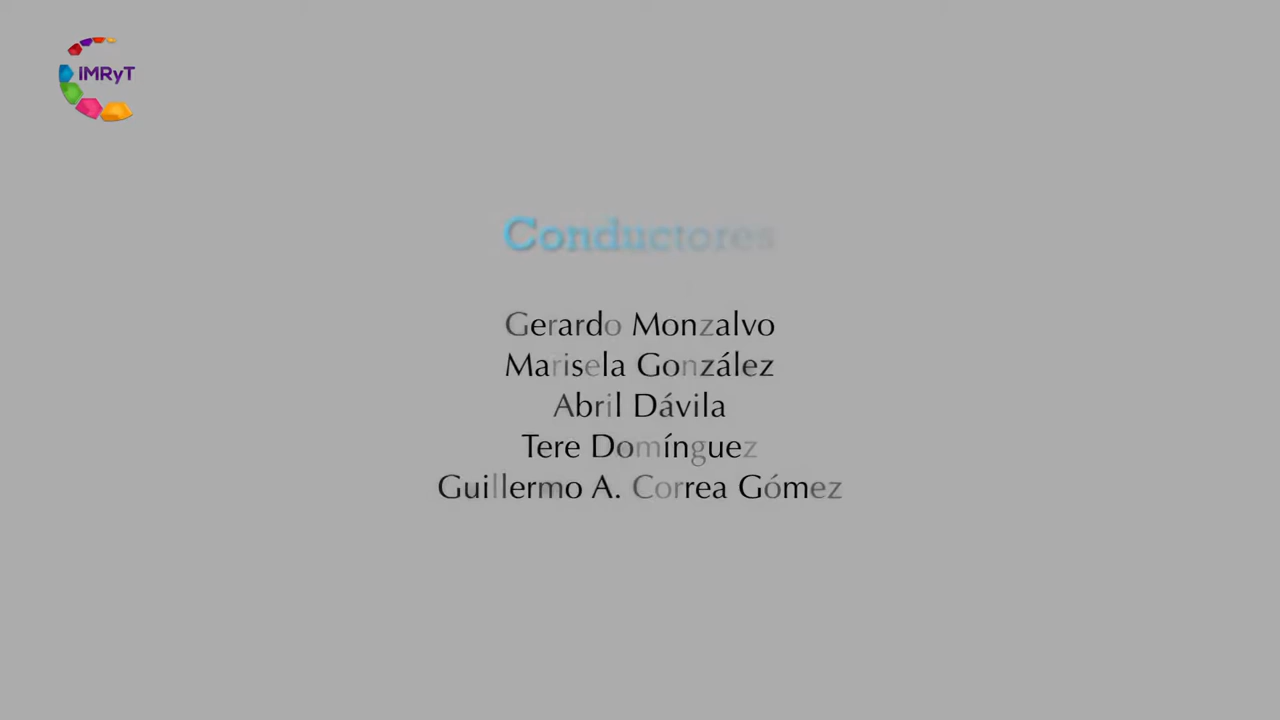 iMRyT
Conductores
Gerardo Monzalvo
Marisela González
Abril Dávila
Tere Domínguez
Guillermo A. Correa Gómez